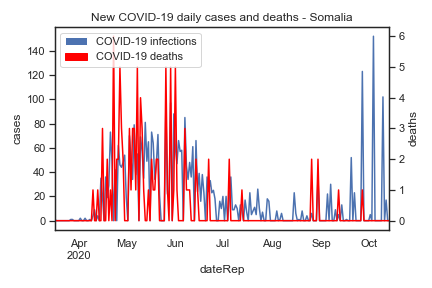 New COVID-19 daily cases and deaths - Somalia
COVID-19 infections
COVID-19 deaths
140
120
100
80
60
40
20
0
cases
6
5
4
3
2
1
0
deaths
Apr May Jun Jul Aug Sep Oct
2020
dateRep